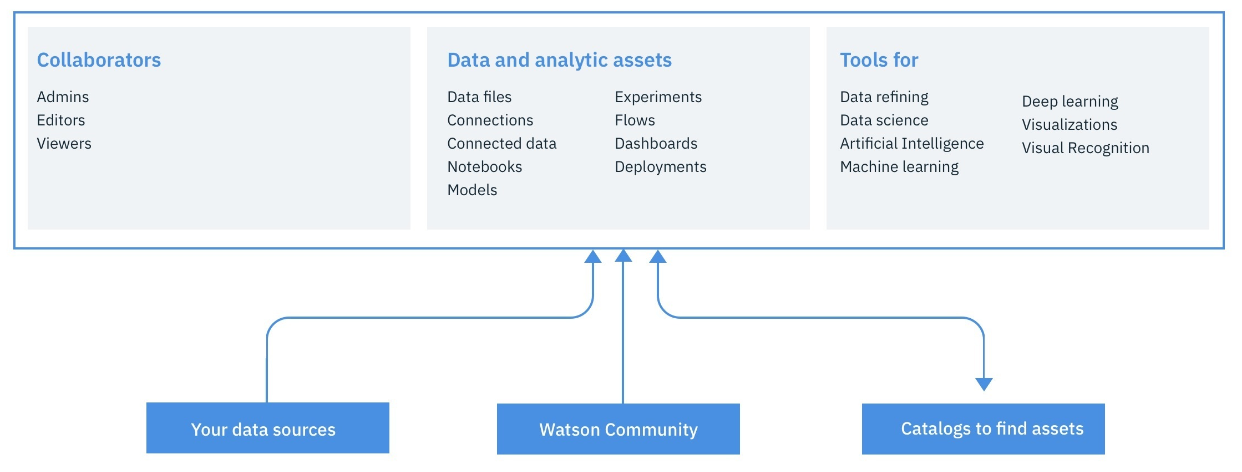 Collaborators
Admins
Editors
Viewers
Data and analytic assets
Data files
Connections
Connected data
Notebooks
Models
Experiments
Flows
Dashboards
Deployments
Tools for
Data refining
Data science
Artificial Intelligence
Machine learning
Deep learning
Visualizations
Visual Recognition
Your data sources
Watson Community
Catalogs to find assets